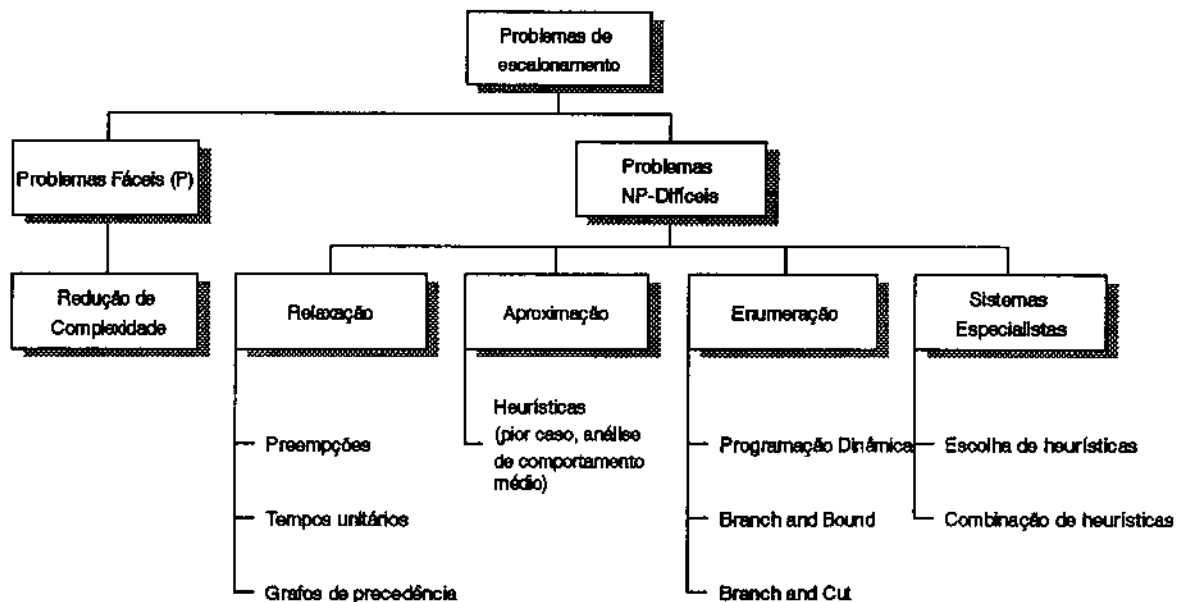 Problemas de
escalonamento
Problemas Fáceis (P)
Problemas
NP-Difíceis
Redução de
Complexidade
Relaxação
Aproximação
Enumeração
Sistemas
Especialistas
Preempções
Tempos unitários
Grafos de precedência
Heurísticas
(pior caso, análise
de comportamento
médio)
Programação Dinâmica
Branch and Bound
Branch and Cut
Escolha de heurísticas
Combinação de heurísticas